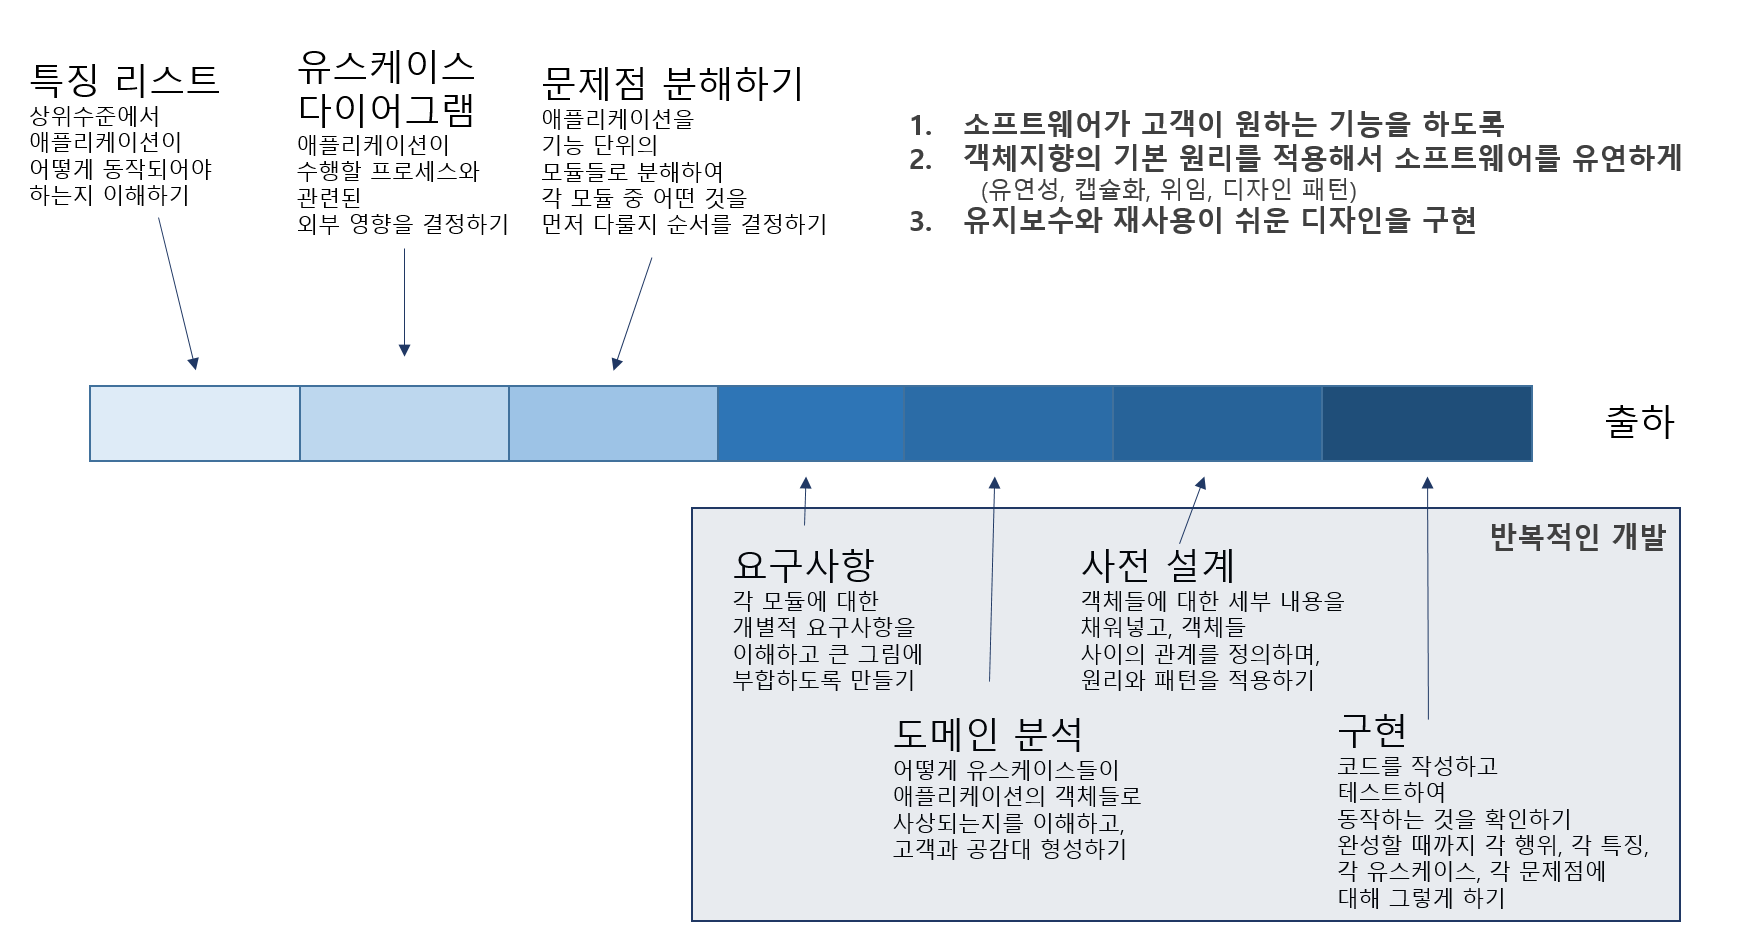 특징 리스트
상위수준에서
애플리케이션이
어떻게 동작되어야
하는지 이해하기
유스케이스
다이어그램
애플리케이션이
수행할 프로세스와
관련된
외부 영향을 결정하기
문제점 분해하기
애플리케이션을
기능 단위의
모듈들로 분해하여
각 모듈 중 어떤 것을
먼저 다룰지 순서를 결정하기
1. 소프트웨어가 고객이 원하는 기능을 하도록
2. 객체지향의 기본 원리를 적용해서 소프트웨어를 유연하게
(유연성, 캡슐화, 위임, 디자인 패턴)
3. 유지보수와 재사용이 쉬운 디자인을 구현
출하
반복적인 개발
요구사항
각 모듈에 대한
개별적 요구사항을
이해하고 큰 그림에
부합하도록 만들기
도메인 분석
어떻게 유스케이스들이
애플리케이션의 객체들로
사상되는지를 이해하고,
고객과 공감대 형성하기
사전 설계
객체들에 대한 세부 내용을
채워넣고, 객체들
사이의 관계를 정의하며,
원리와 패턴을 적용하기
구현
코드를 작성하고
테스트하여
동작하는 것을 확인하기
완성할 때까지 각 행위, 각 특징,
각 유스케이스, 각 문제점에
대해 그렇게 하기